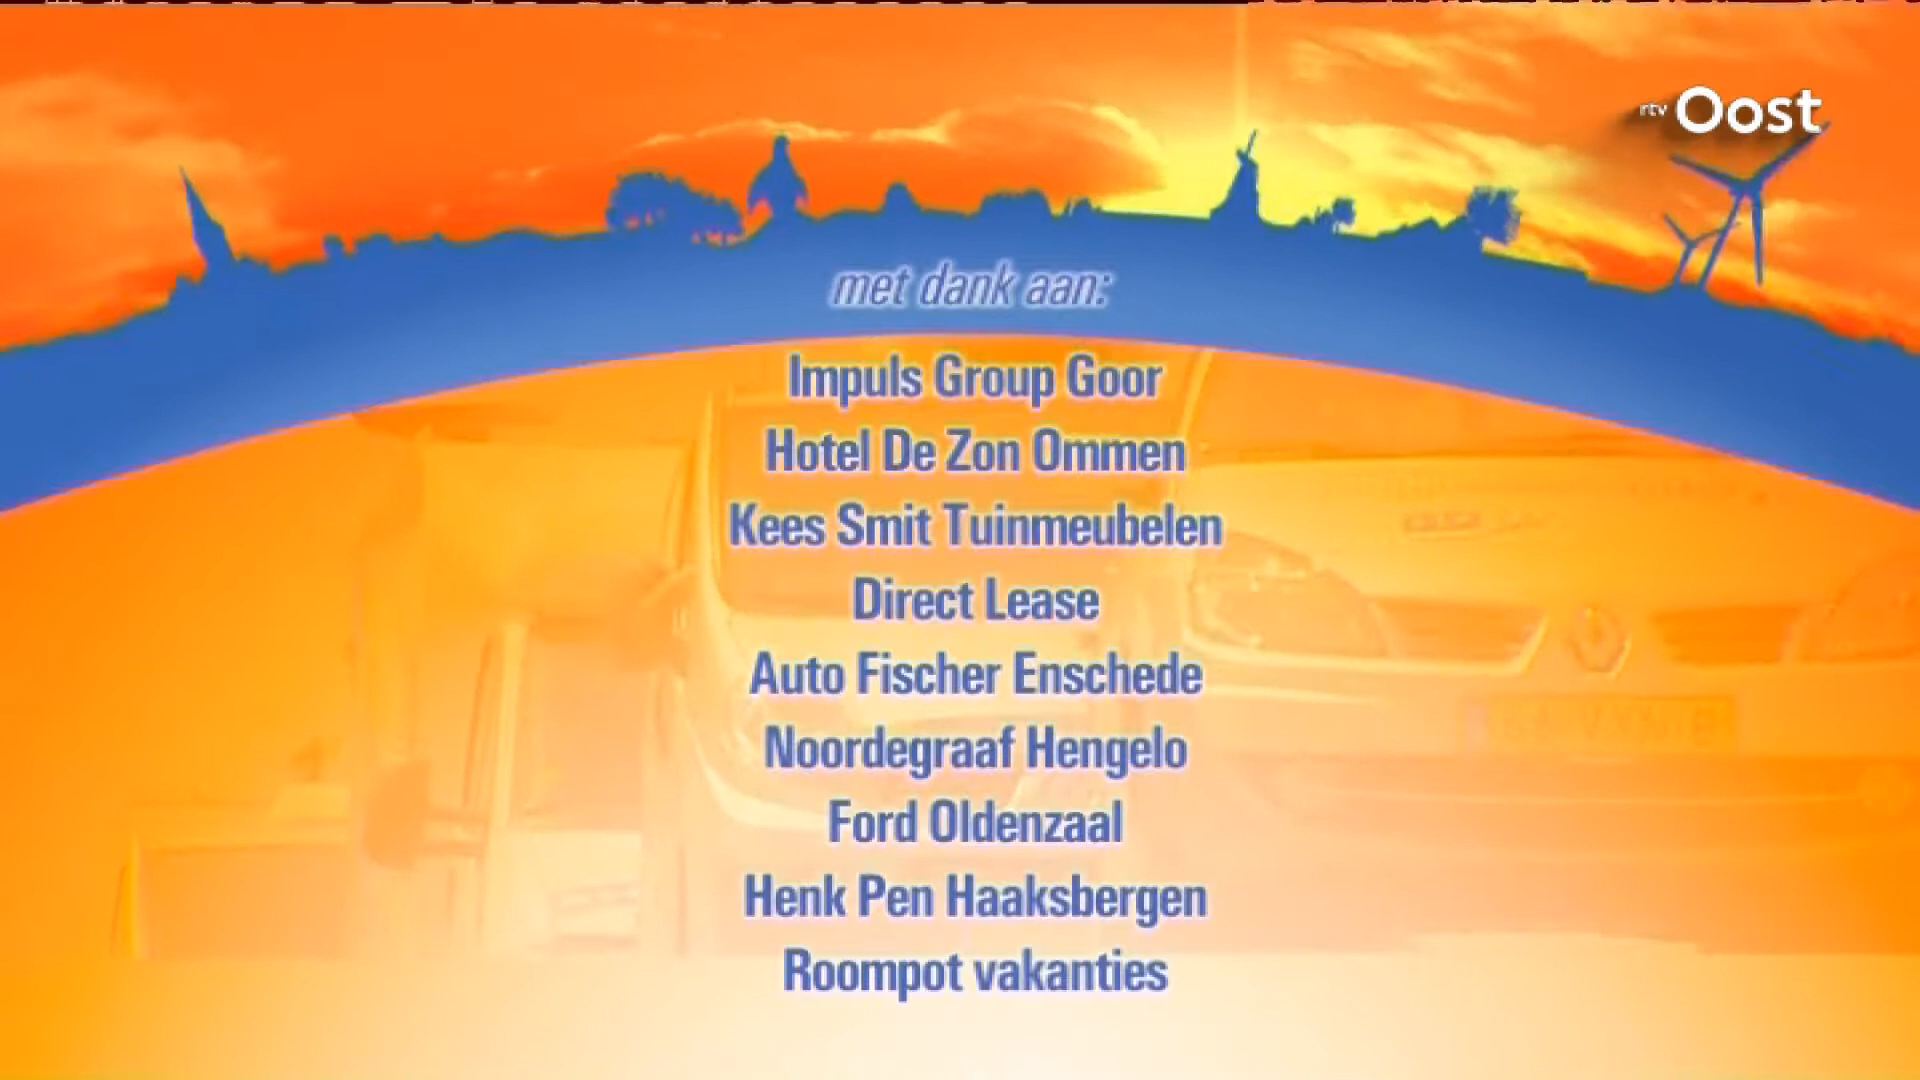 rtv Oost
met dank aan:
Impuls Group Goor
Hotel De Zon Ommen
Kees Smit Tuinmeubelen
Direct Lease
Auto Fischer Enschede
Noordegraaf Hengelo
Ford Oldenzaal
Henk Pen Haaksbergen
Roompot vakanties